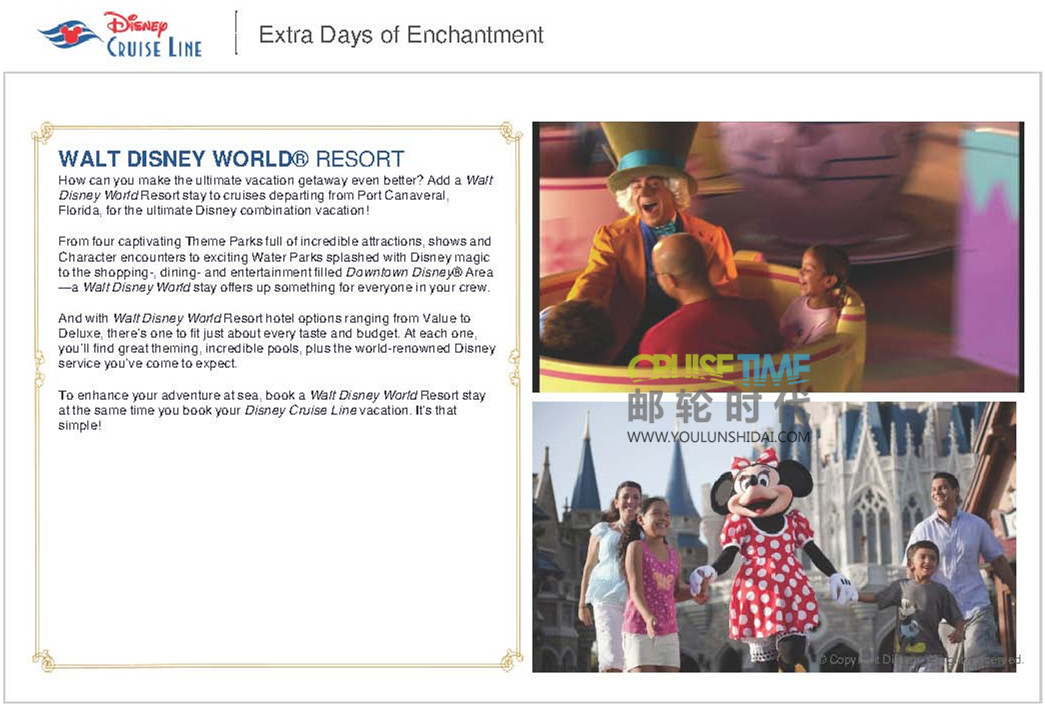 Disney
CRUISE LINE
Extra Days of Enchantment
WALT DISNEY WORLD® RESORT
How can you make the ultimate vacation getaway even better? Add a Walt
Disney World Resort stay to cruises departing from Port Canaveral,
Florida, for the ultimate Disney combination vacation!
From four captivating Theme Parks full of incredible attractions, shows and
Character encounters to exciting Water Parks splashed with Disney magic
to the shopping-, dining- and entertainment filled Downtown Disney® Area
—a Walt Disney World stay offers up something for everyone in your crew.
And with Walt Disney World Resort hotel options ranging from Value to
Deluxe, there's one to fit just about every taste and budget. At each one,
you'll find great theming, incredible pools, plus the world-renowned Disney
service you've come to expect.
To enhance your adventure at sea, book a Walt Disney World Resort stay
at the same time you book your Disney Cruise Line vacation. It's that
simple!
CRUISETIME
邮轮时代
WWW.YOULUNSHIDAI.COM
© Copyright